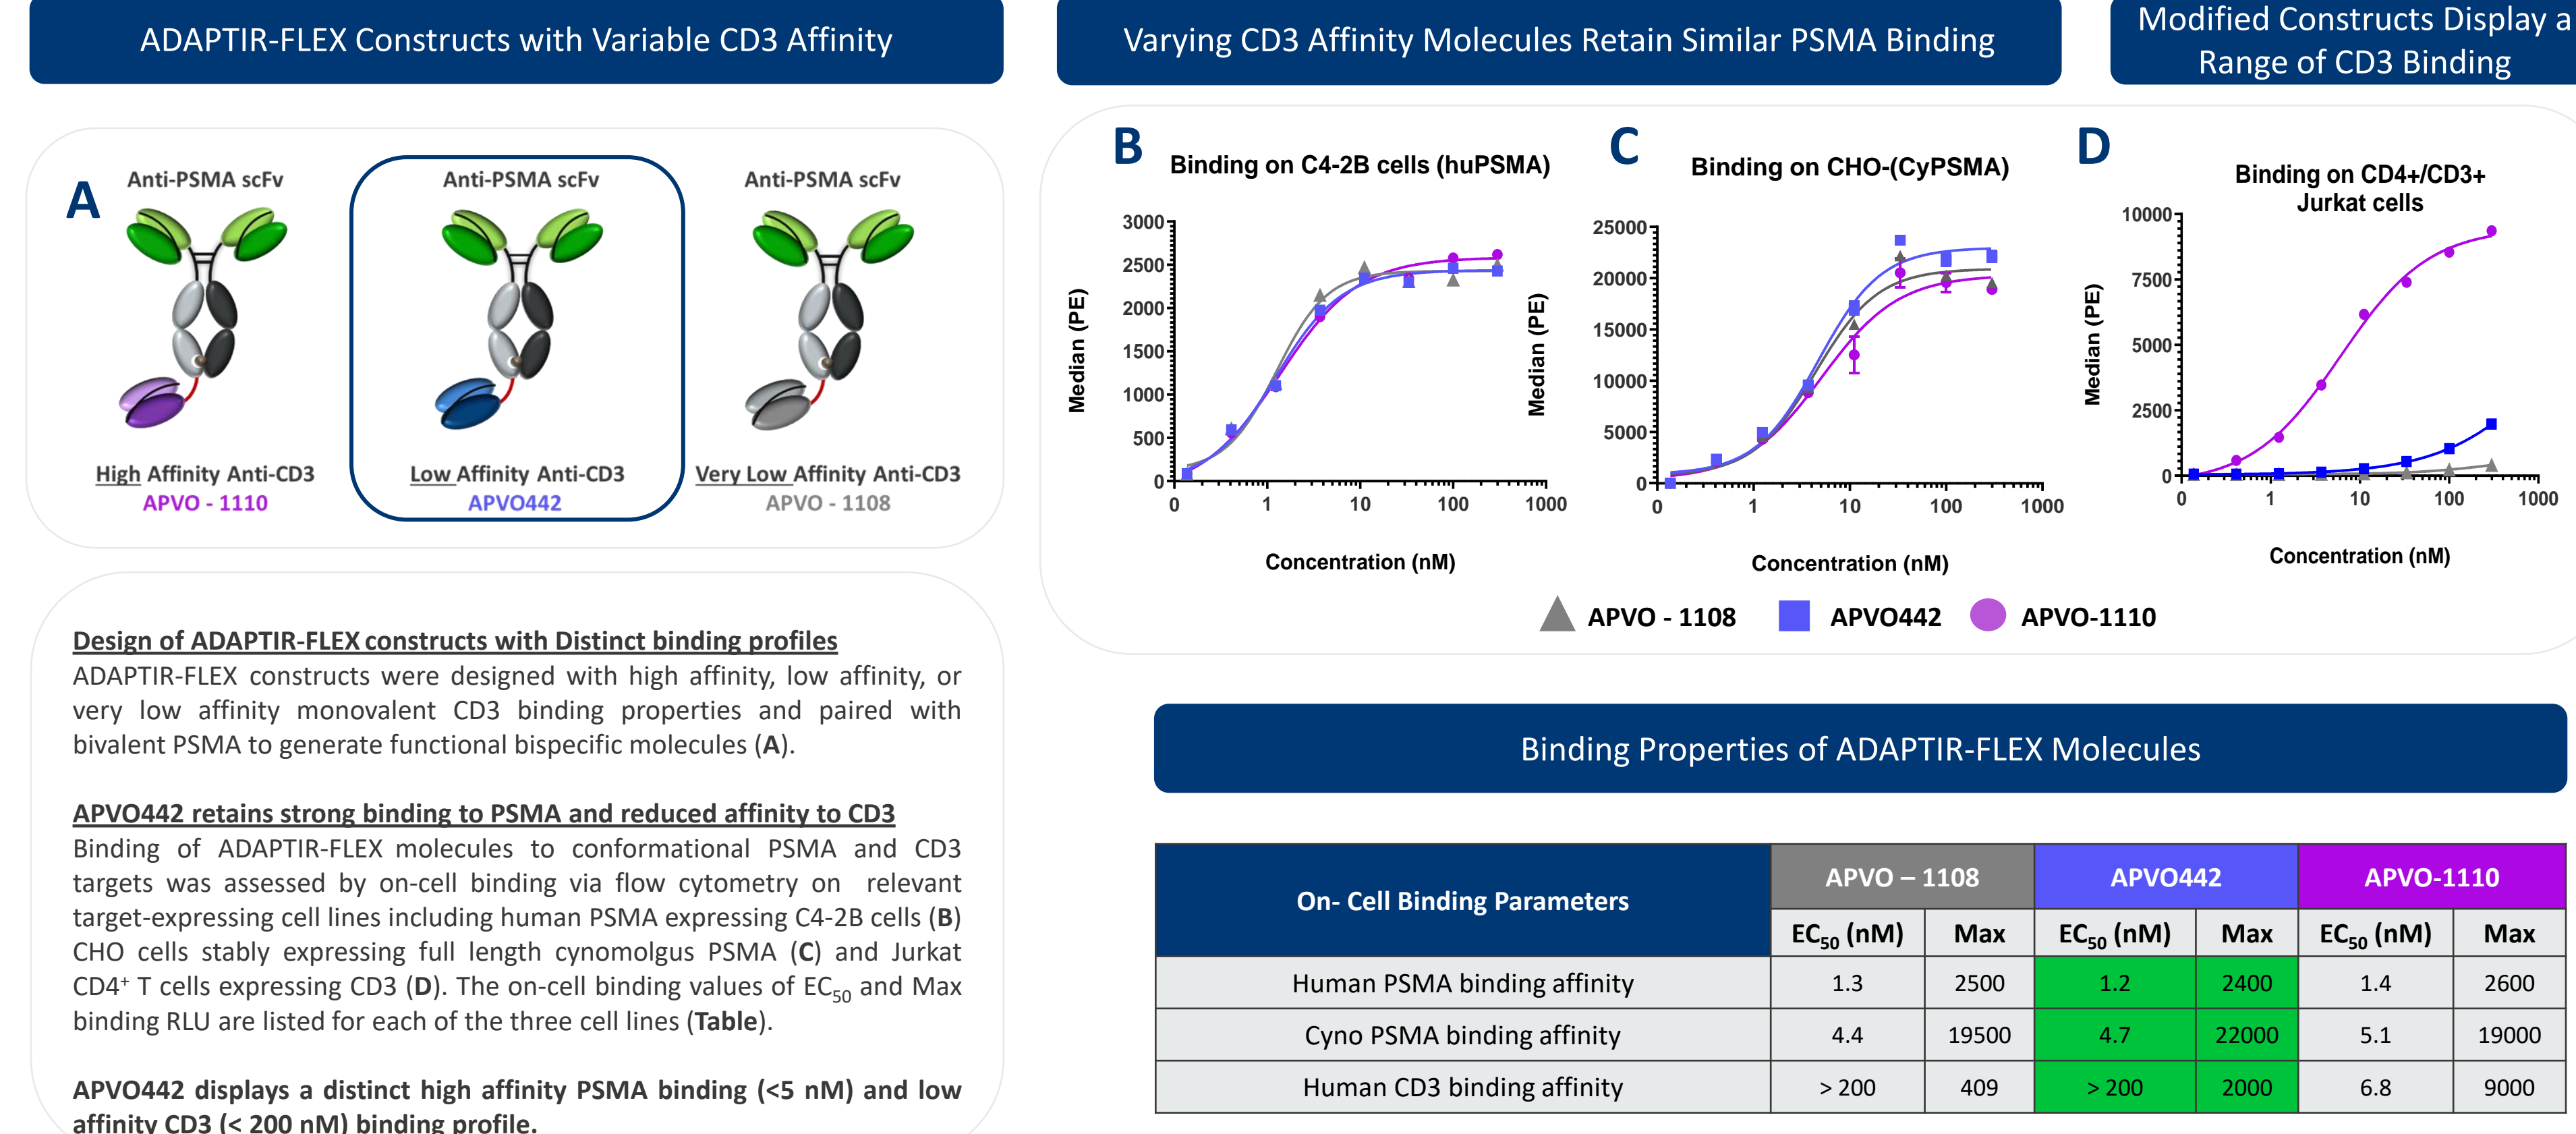 ADAPTIR-FLEX Constructs with Variable CD3 Affinity
A
Anti-PSMA scFv
Anti-PSMA scFv
Anti-PSMA scFv
High Affinity Anti-CD3
APVO - 1110
Low Affinity Anti-CD3
APVO442
Very Low Affinity Anti-CD3
APVO - 1108
Design of ADAPTIR-FLEX constructs with Distinct binding profiles
ADAPTIR-FLEX constructs were designed with high affinity, low affinity, or
very low affinity monovalent CD3 binding properties and paired with
bivalent PSMA to generate functional bispecific molecules (A).
APVO442 retains strong binding to PSMA and reduced affinity to CD3
Binding of ADAPTIR-FLEX molecules to conformational PSMA and CD3
targets was assessed by on-cell binding via flow cytometry on relevant
target-expressing cell lines including human PSMA expressing C4-2B cells (B)
CHO cells stably expressing full length cynomolgus PSMA (C) and Jurkat
CD4⁺ T cells expressing CD3 (D). The on-cell binding values of EC₅₀ and Max
binding RLU are listed for each of the three cell lines (Table).
APVO442 displays a distinct high affinity PSMA binding (<5 nM) and low
affinity CD3 (< 200 nM) binding profile.
Varying CD3 Affinity Molecules Retain Similar PSMA Binding
Modified Constructs Display a
Range of CD3 Binding
B
Binding on C4-2B cells (huPSMA)
Median (PE)
3000
2500
2000
1500
1000
500
0
0 1 10 100 1000
Concentration (nM)
C
Binding on CHO-(CyPSMA)
Median (PE)
25000
20000
15000
10000
5000
0
0 1 10 100 1000
Concentration (nM)
D
Binding on CD4+/CD3+
Jurkat cells
Median (PE)
10000
7500
5000
2500
0
0 1 10 100 1000
Concentration (nM)
APVO - 1108 APVO442 APVO-1110
Binding Properties of ADAPTIR-FLEX Molecules
On- Cell Binding Parameters APVO – 1108 APVO442 APVO-1110
EC₅₀ (nM) Max EC₅₀ (nM) Max EC₅₀ (nM) Max
Human PSMA binding affinity 1.3 2500 1.2 2400 1.4 2600
Cyno PSMA binding affinity 4.4 19500 4.7 22000 5.1 19000
Human CD3 binding affinity > 200 409 > 200 2000 6.8 9000